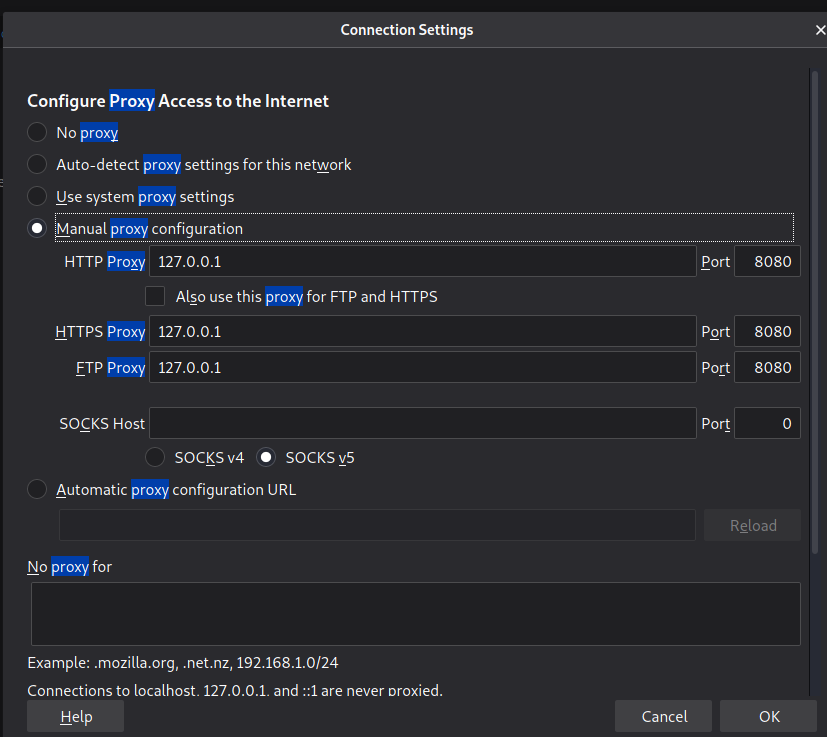 Connection Settings
Configure Proxy Access to the Internet
No proxy
Auto-detect proxy settings for this network
Use system proxy settings
Manual proxy configuration
HTTP Proxy 127.0.0.1 Port 8080
Also use this proxy for FTP and HTTPS
HTTPS Proxy 127.0.0.1 Port 8080
FTP Proxy 127.0.0.1 Port 8080
SOCKS Host Port 0
SOCKS v4 SOCKS v5
Automatic proxy configuration URL
Reload
No proxy for
Example: .mozilla.org, .net.nz, 192.168.1.0/24
Connections to localhost, 127.0.0.1, and ::1 are never proxied.
Help Cancel OK